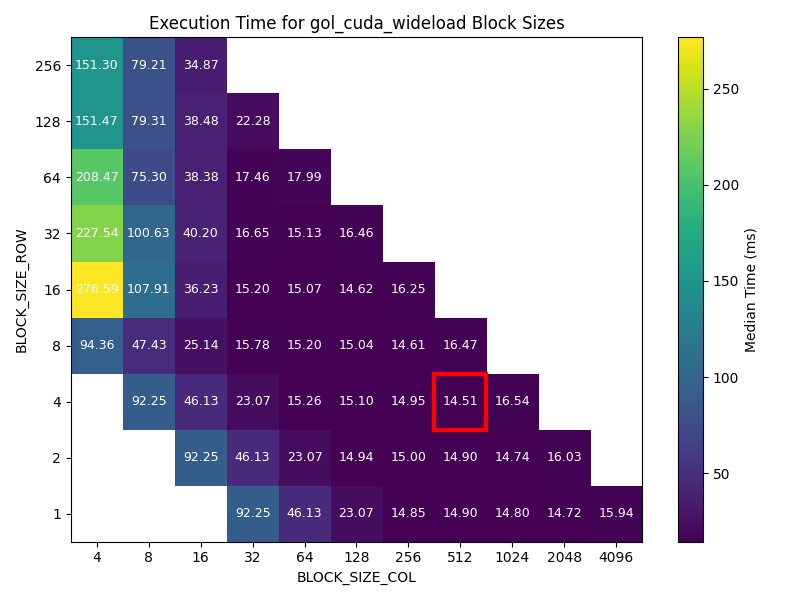 Execution Time for gol_cuda_wideload Block Sizes
256 151.30 79.21 34.87
128 151.47 79.31 38.48 22.28
64 208.47 75.30 38.38 17.46 17.99
32 227.54 100.63 40.20 16.65 15.13 16.46
16 276.59 107.91 36.23 15.20 15.07 14.62 16.25
8 94.36 47.43 25.14 15.78 15.20 15.04 14.61 16.47
4 92.25 46.13 23.07 15.26 15.10 14.95 14.51 16.54
2 92.25 46.13 23.07 14.94 15.00 14.90 14.74 16.03
1 92.25 46.13 23.07 14.85 14.90 14.80 14.72 15.94
4 8 16 32 64 128 256 512 1024 2048 4096
BLOCK_SIZE_COL
BLOCK_SIZE_ROW
250
200
150
100
50
Median Time (ms)